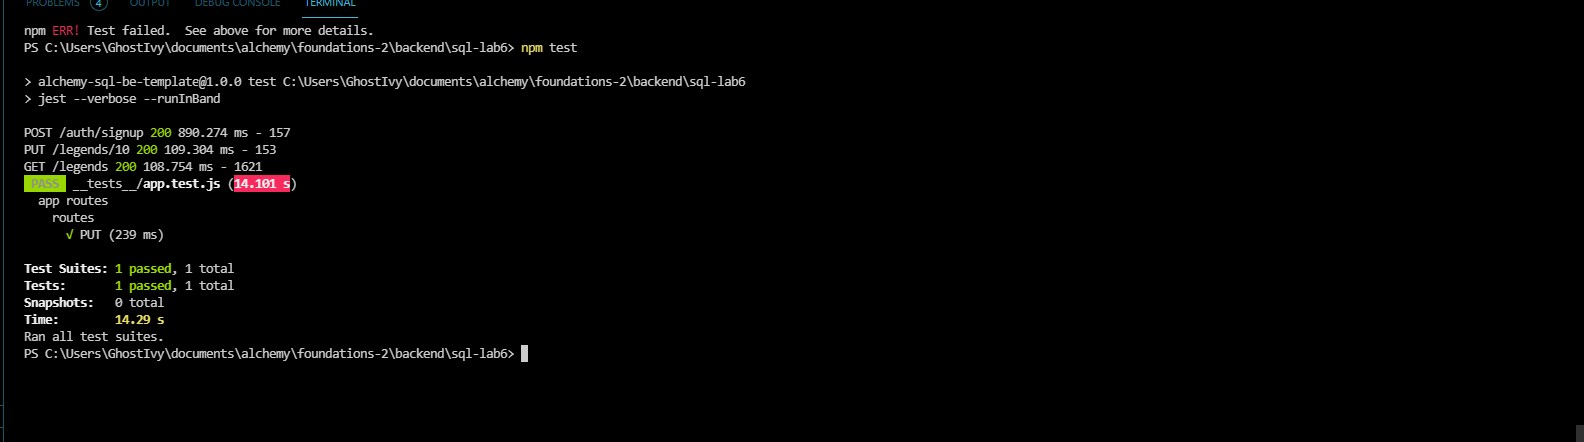 PROBLEMS 4 OUTPUT DEBUG CONSOLE TERMINAL
npm ERR! Test failed.  See above for more details.
PS C:\Users\GhostIvy\documents\alchemy\foundations-2\backend\sql-lab6> npm test
> alchemy-sql-be-template@1.0.0 test C:\Users\GhostIvy\documents\alchemy\foundations-2\backend\sql-lab6
> jest --verbose --runInBand
POST /auth/signup 200 890.274 ms - 157
PUT /legends/10 200 109.304 ms - 153
GET /legends 200 108.754 ms - 1621
PASS __tests__/app.test.js (14.101 s)
app routes
routes
√ PUT (239 ms)
Test Suites: 1 passed, 1 total
Tests: 1 passed, 1 total
Snapshots: 0 total
Time: 14.29 s
Ran all test suites.
PS C:\Users\GhostIvy\documents\alchemy\foundations-2\backend\sql-lab6>